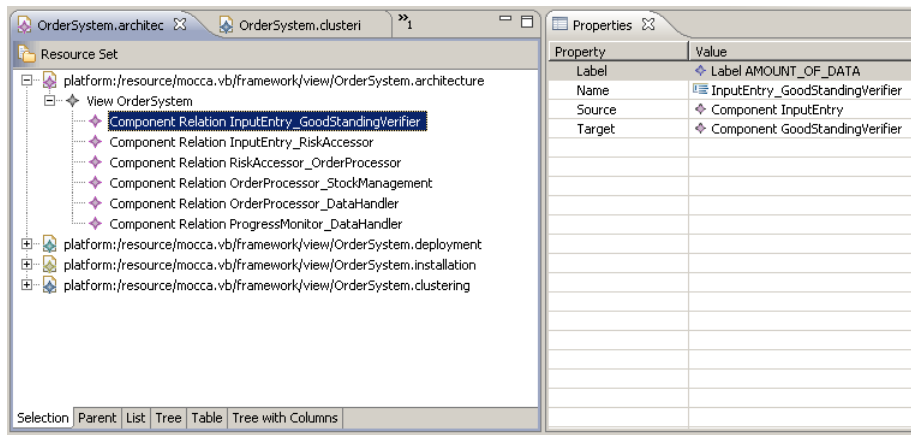 OrderSystem.architec
OrderSystem.clusteri
»1
Resource Set
platform:/resource/mocca.vb/framework/view/OrderSystem.architecture
View OrderSystem
Component Relation InputEntry_GoodStandingVerifier
Component Relation InputEntry_RiskAccessor
Component Relation RiskAccessor_OrderProcessor
Component Relation OrderProcessor_StockManagement
Component Relation OrderProcessor_DataHandler
Component Relation ProgressMonitor_DataHandler
platform:/resource/mocca.vb/framework/view/OrderSystem.deployment
platform:/resource/mocca.vb/framework/view/OrderSystem.installation
platform:/resource/mocca.vb/framework/view/OrderSystem.clustering
Selection Parent List Tree Table Tree with Columns
Properties
Property Value
Label Label AMOUNT_OF_DATA
Name InputEntry_GoodStandingVerifier
Source Component InputEntry
Target Component GoodStandingVerifier